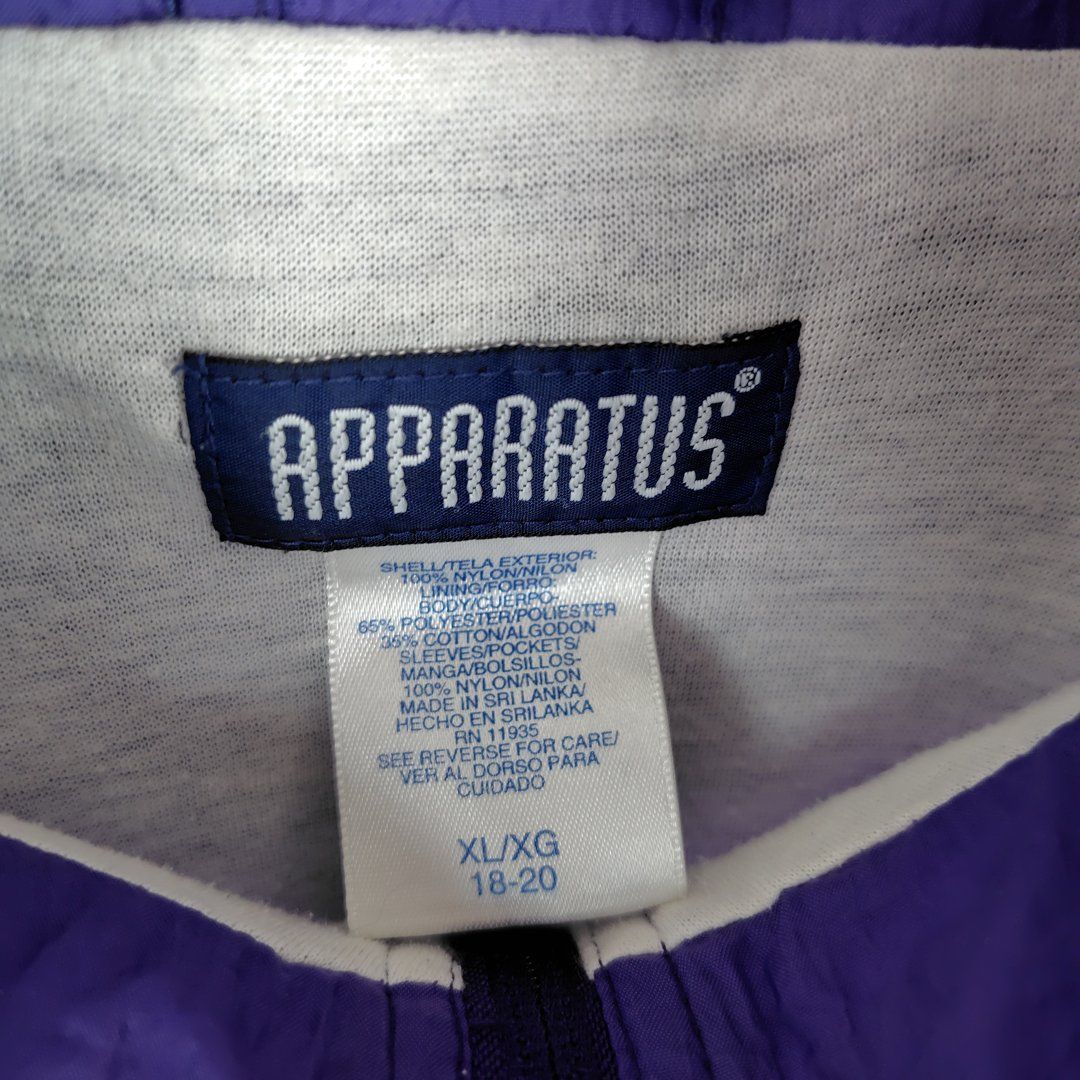 APPARATUS®
SHELL/TELA EXTERIOR:
100% NYLON/NILON
LINING/FORRO:
BODY/CUERPO-
65% POLYESTER/POLIESTER
35% COTTON/ALGODON
SLEEVES/POCKETS/
MANGA/BOLSILLOS-
100% NYLON/NILON
MADE IN SRI LANKA/
HECHO EN SRILANKA
RN 11935
SEE REVERSE FOR CARE/
VER AL DORSO PARA
CUIDADO
XL/XG
18-20